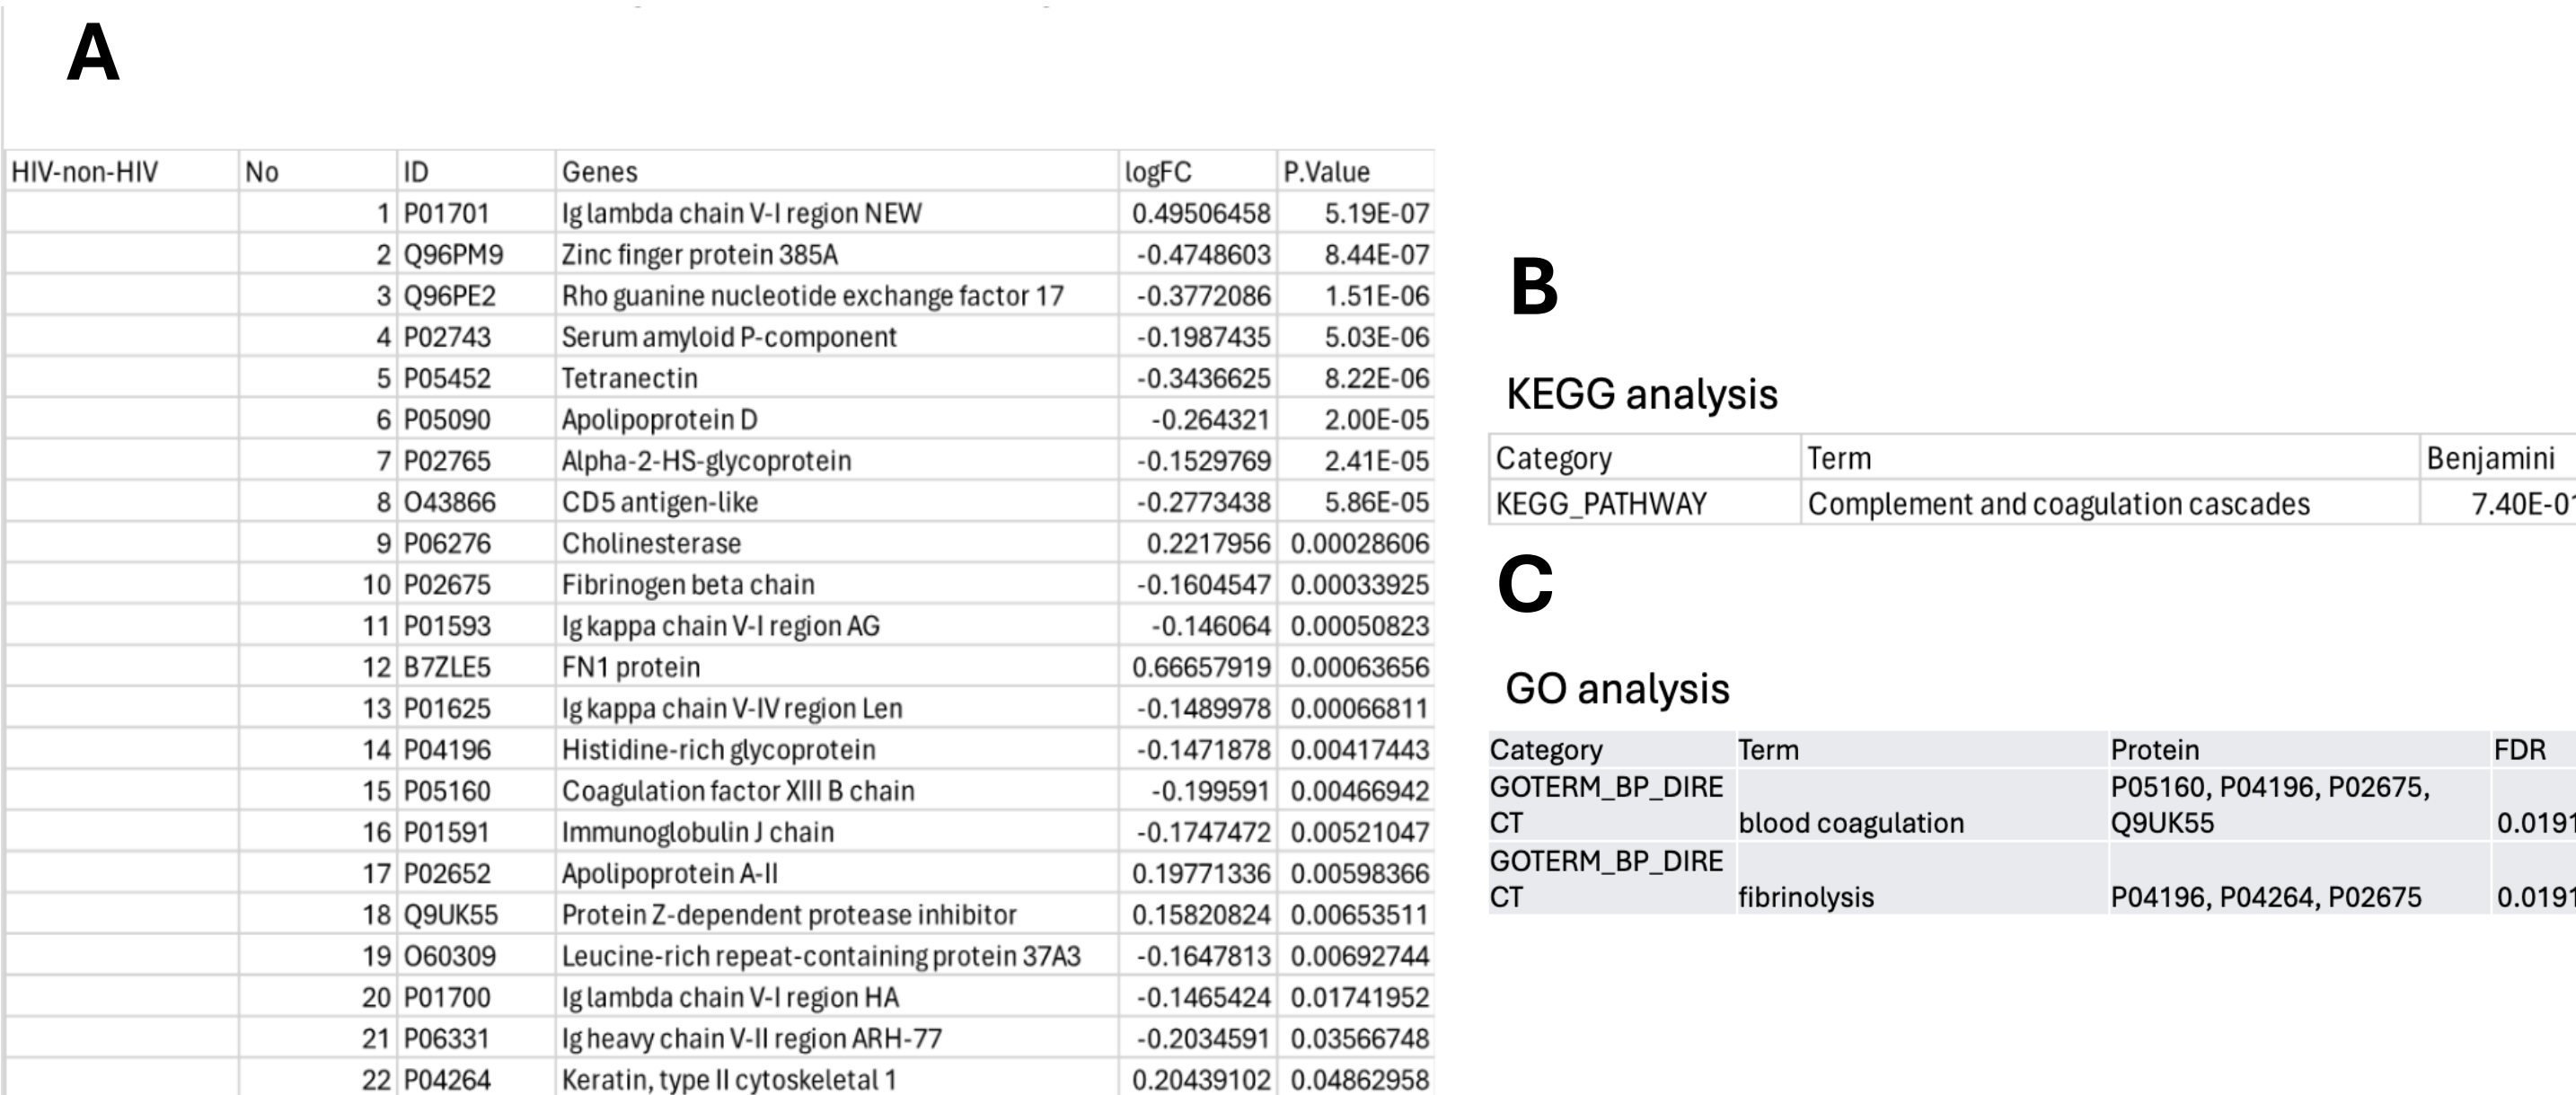 A
HIV-non-HIV No ID Genes logFC P.Value
1 P01701 Ig lambda chain V-I region NEW 0.49506458 5.19E-07
2 Q96PM9 Zinc finger protein 385A -0.4748603 8.44E-07
3 Q96PE2 Rho guanine nucleotide exchange factor 17 -0.3772086 1.51E-06
4 P02743 Serum amyloid P-component -0.1987435 5.03E-06
5 P05452 Tetranectin -0.3436625 8.22E-06
6 P05090 Apolipoprotein D -0.264321 2.00E-05
7 P02765 Alpha-2-HS-glycoprotein -0.1529769 2.41E-05
8 O43866 CD5 antigen-like -0.2773438 5.86E-05
9 P06276 Cholinesterase 0.2217956 0.00028606
10 P02675 Fibrinogen beta chain -0.1604547 0.00033925
11 P01593 Ig kappa chain V-I region AG -0.146064 0.00050823
12 B7ZLE5 FN1 protein 0.66657919 0.00063656
13 P01625 Ig kappa chain V-IV region Len -0.1489978 0.00066811
14 P04196 Histidine-rich glycoprotein -0.1471878 0.00417443
15 P05160 Coagulation factor XIII B chain -0.199591 0.00466942
16 P01591 Immunoglobulin J chain -0.1747472 0.00521047
17 P02652 Apolipoprotein A-II 0.19771336 0.00598366
18 Q9UK55 Protein Z-dependent protease inhibitor 0.15820824 0.00653511
19 O60309 Leucine-rich repeat-containing protein 37A3 -0.1647813 0.00692744
20 P01700 Ig lambda chain V-I region HA -0.1465424 0.01741952
21 P06331 Ig heavy chain V-II region ARH-77 -0.2034591 0.03566748
22 P04264 Keratin, type II cytoskeletal 1 0.20439102 0.04862958
B
KEGG analysis
Category Term Benjamini
KEGG_PATHWAY Complement and coagulation cascades 7.40E-01
C
GO analysis
Category Term Protein FDR
GOTERM_BP_DIRE P05160, P04196, P02675,
CT blood coagulation Q9UK55 0.0191
GOTERM_BP_DIRE
CT fibrinolysis P04196, P04264, P02675 0.0191